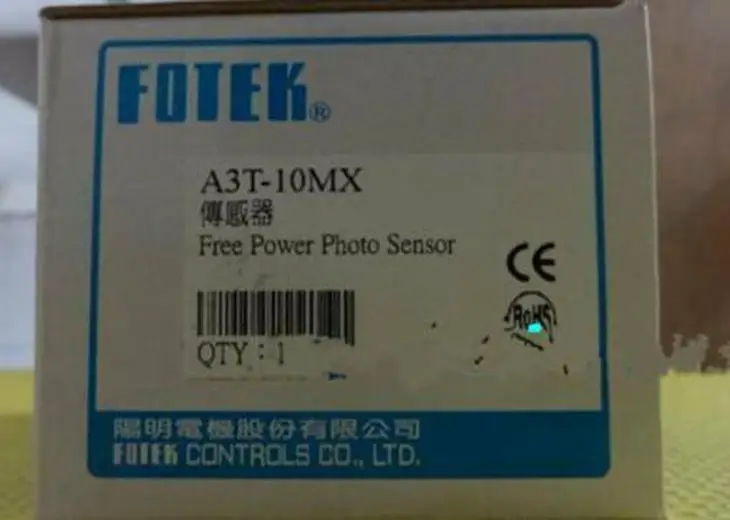 FOTEK®
A3T-10MX
傳感器
Free Power Photo Sensor
CE
RoHS
QTY：1
陽明電機股份有限公司
FOTEK CONTROLS CO., LTD.